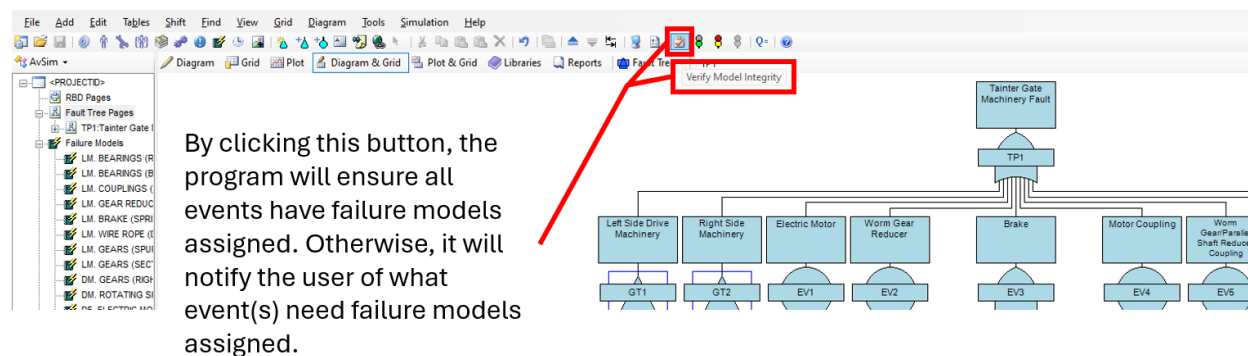 File Add Edit Tables Shift Find View Grid Diagram Tools Simulation Help
AvSim Diagram Grid Plot Diagram & Grid Plot & Grid Libraries Reports Fault Tre TP1
Verify Model Integrity
<PROJECTID>
RBD Pages
Fault Tree Pages
TP1:Tainter Gate
Failure Models
LM. BEARINGS (R
LM. BEARINGS (B
LM. COUPLINGS (
LM. GEAR REDUC
LM. BRAKE (SPRI
LM. WIRE ROPE (
LM. GEARS (SPU
LM. GEARS (SEC
DM. GEARS (RIGH
DM. ROTATING
By clicking this button, the
program will ensure all
events have failure models
assigned. Otherwise, it will
notify the user of what
event(s) need failure models
assigned.
Tainter Gate
Machinery Fault
TP1
Left Side Drive
Machinery
GT1
Right Side
Machinery
GT2
Electric Motor
EV1
Worm Gear
Reducer
EV2
Brake
EV3
Motor Coupling
EV4
Worm
Gear/Paralle
Shaft Reduce
Coupling
EV5